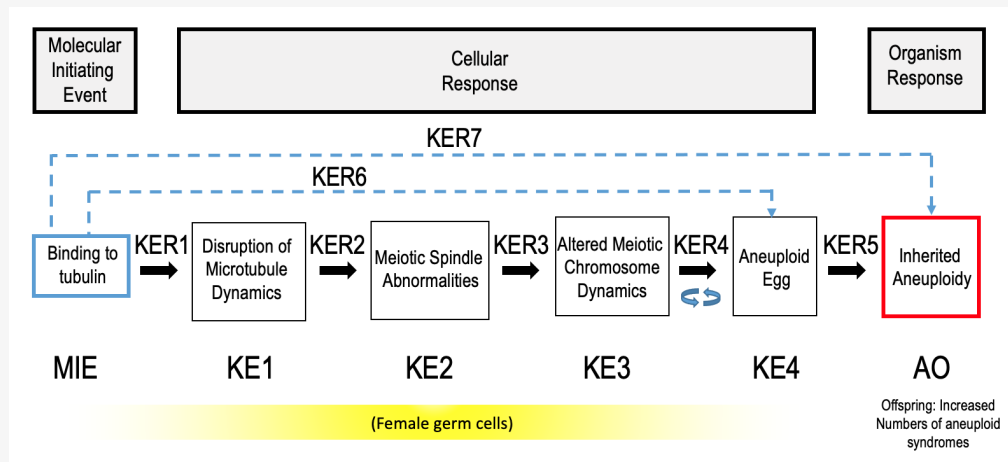 Molecular
Initiating
Event
Cellular
Response
Organism
Response
KER7
KER6
Binding to
tubulin
KER1
Disruption of
Microtubule
Dynamics
KER2
Meiotic Spindle
Abnormalities
KER3
Altered Meiotic
Chromosome
Dynamics
KER4
Aneuploid
Egg
KER5
Inherited
Aneuploidy
MIE
KE1
KE2
KE3
KE4
AO
(Female germ cells)
Offspring: Increased
Numbers of aneuploid
syndromes